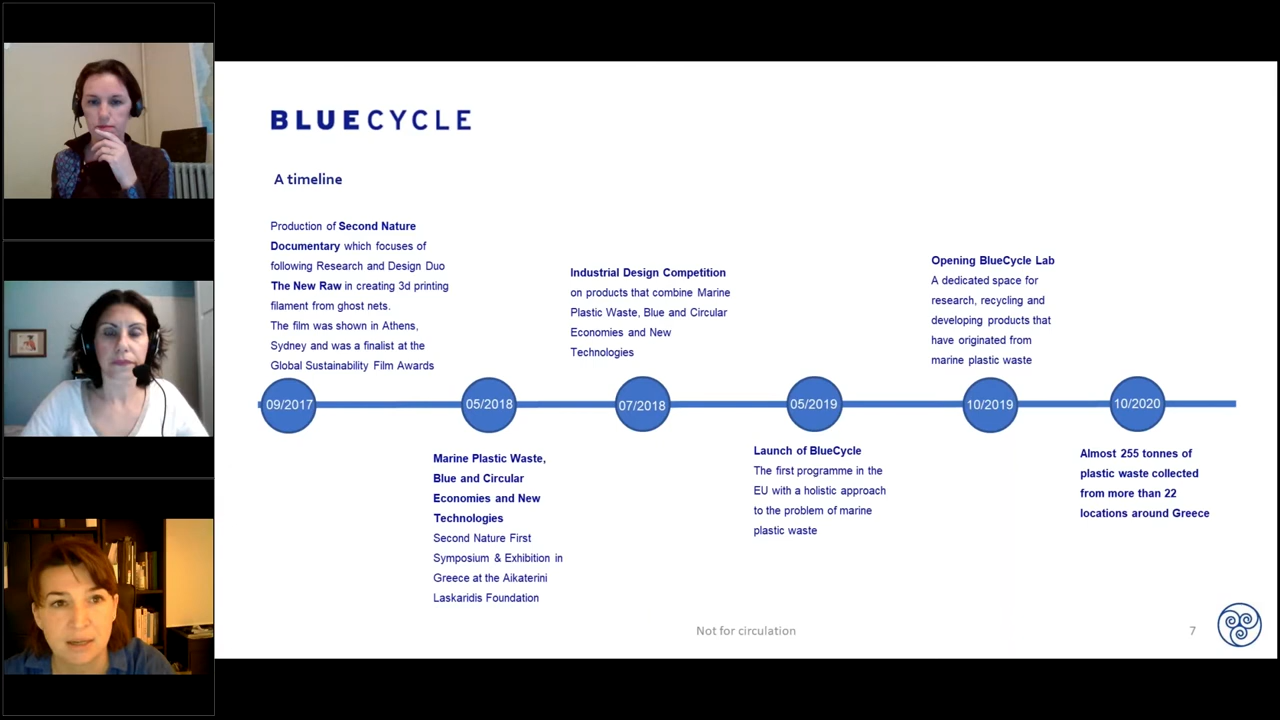 BLUECYCLE
A timeline
Production of Second Nature
Documentary which focuses of
following Research and Design Duo
The New Raw in creating 3d printing
filament from ghost nets.
The film was shown in Athens,
Sydney and was a finalist at the
Global Sustainability Film Awards
Industrial Design Competition
on products that combine Marine
Plastic Waste, Blue and Circular
Economies and New
Technologies
Opening BlueCycle Lab
A dedicated space for
research, recycling and
developing products that
have originated from
marine plastic waste
09/2017
05/2018
07/2018
05/2019
10/2019
10/2020
Marine Plastic Waste,
Blue and Circular
Economies and New
Technologies
Second Nature First
Symposium & Exhibition in
Greece at the Aikaterini
Laskaridis Foundation
Launch of BlueCycle
The first programme in the
EU with a holistic approach
to the problem of marine
plastic waste
Almost 255 tonnes of
plastic waste collected
from more than 22
locations around Greece
Not for circulation
7